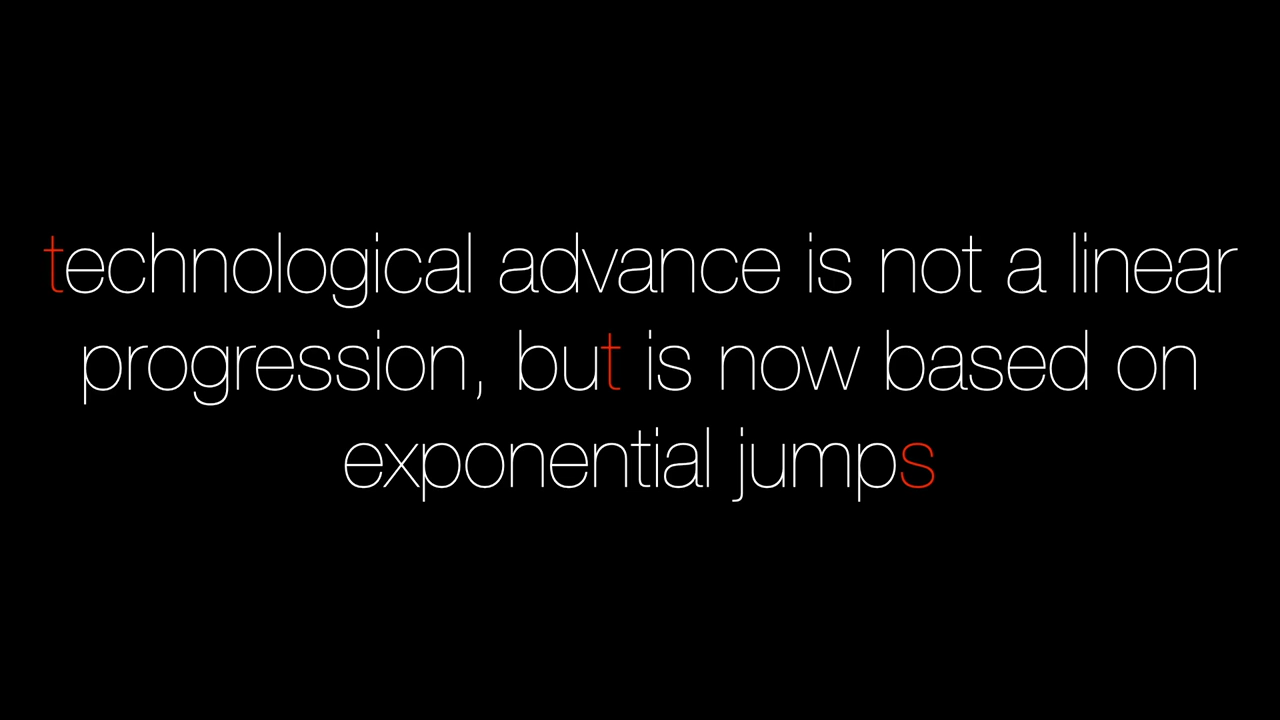 technological advance is not a linear
progression, but is now based on
exponential jumps